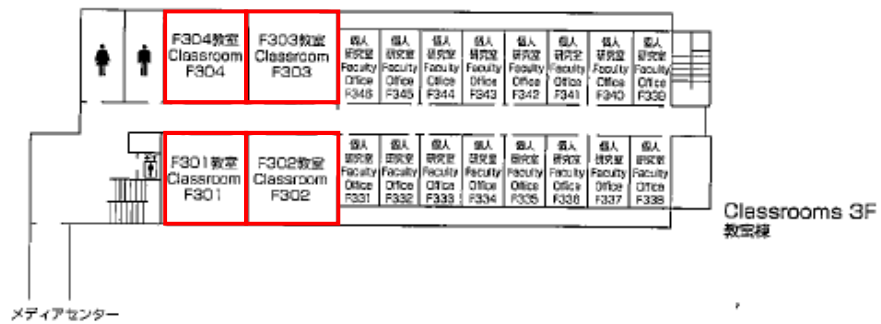 F304教室
Classroom
F304
F303教室
Classroom
F303
個人
研究室
Faculty
Office
F346
個人
研究室
Faculty
Office
F345
個人
研究室
Faculty
Office
F344
個人
研究室
Faculty
Office
F343
個人
研究室
Faculty
Office
F342
個人
研究室
Faculty
Office
F341
個人
研究室
Faculty
Office
F340
個人
研究室
Faculty
Office
F339
F301教室
Classroom
F301
F302教室
Classroom
F302
個人
研究室
Faculty
Office
F331
個人
研究室
Faculty
Office
F332
個人
研究室
Faculty
Office
F333
個人
研究室
Faculty
Office
F334
個人
研究室
Faculty
Office
F335
個人
研究室
Faculty
Office
F336
個人
研究室
Faculty
Office
F337
個人
研究室
Faculty
Office
F338
Classrooms 3F
教室棟
メディアセンター